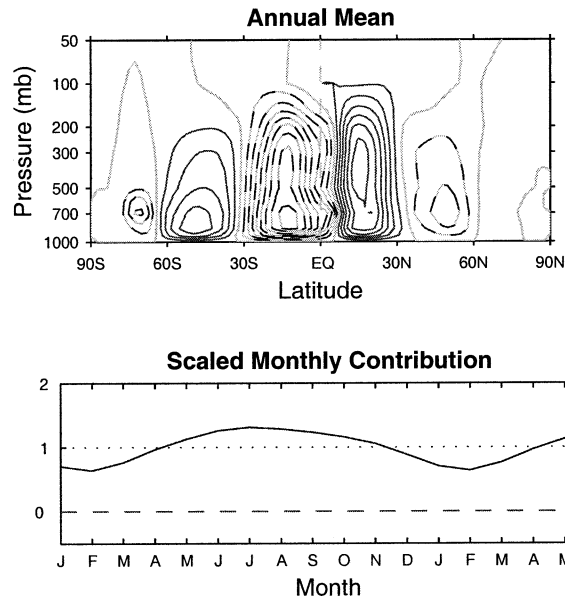 Annual Mean
Pressure (mb)
50
100
200
300
500
700
1000
90S 60S 30S EQ 30N 60N 90N
Latitude
Scaled Monthly Contribution
2
1
0
J F M A M J J A S O N D J F M A M
Month